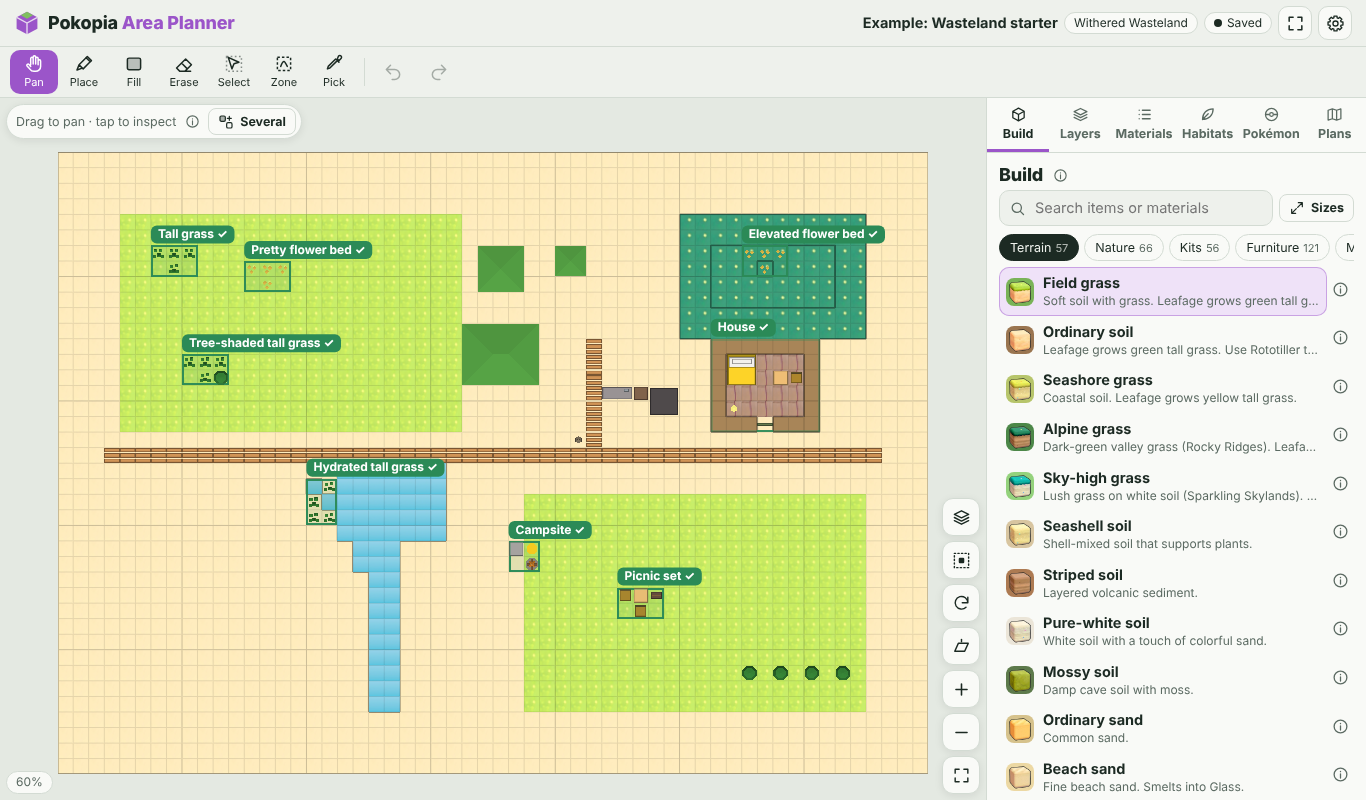 Pokopia Area Planner
Example: Wasteland starter
Withered Wasteland
Saved
Pan
Place
Fill
Erase
Select
Zone
Pick
Drag to pan · tap to inspect
Several
Build
Layers
Materials
Habitats
Pokémon
Plans
Build
Search items or materials
Sizes
Terrain 57
Nature 66
Kits 56
Furniture 121
M
Field grass
Soft soil with grass. Leafage grows green tall g...
Ordinary soil
Leafage grows green tall grass. Use Rototiller t...
Seashore grass
Coastal soil. Leafage grows yellow tall grass.
Alpine grass
Dark-green valley grass (Rocky Ridges). Leafa...
Sky-high grass
Lush grass on white soil (Sparkling Skylands). ...
Seashell soil
Shell-mixed soil that supports plants.
Striped soil
Layered volcanic sediment.
Pure-white soil
White soil with a touch of colorful sand.
Mossy soil
Damp cave soil with moss.
Ordinary sand
Common sand.
Beach sand
Fine beach sand. Smelts into Glass.
Tall grass ✓
Pretty flower bed ✓
Elevated flower bed ✓
House ✓
Tree-shaded tall grass ✓
Hydrated tall grass ✓
Campsite ✓
Picnic set ✓
60%